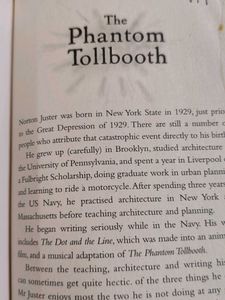 The
Phantom
Tollbooth
Norton Juster was born in New York State in 1929, just prior
to the Great Depression of 1929. There are still a number of
people who attribute that catastrophic event directly to his birth
He grew up (carefully) in Brooklyn, studied architecture
the University of Pennsylvania, and spent a year in Liverpool
a Fulbright Scholarship, doing graduate work in urban planning
and learning to ride a motorcycle. After spending three years
the US Navy, he practised architecture in New York
Massachusetts before teaching architecture and planning.
He began writing seriously while in the Navy. His
includes The Dot and the Line, which was made into an anim
film, and a musical adaptation of The Phantom Tollbooth.
Between the teaching, architecture and writing his
can sometimes get quite hectic. of the three things he
Mr Juster enjoys most the two he is not doing at any